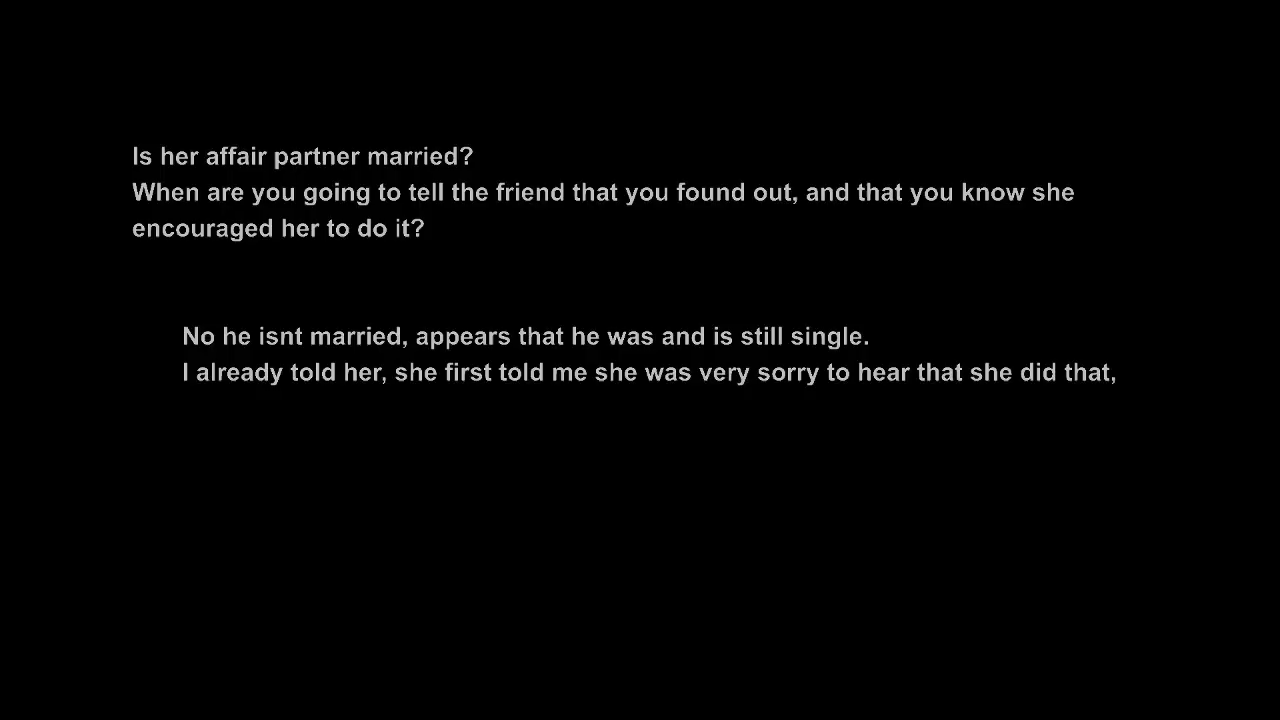 Is her affair partner married?
When are you going to tell the friend that you found out, and that you know she
encouraged her to do it?
No he isnt married, appears that he was and is still single.
I already told her, she first told me she was very sorry to hear that she did that,